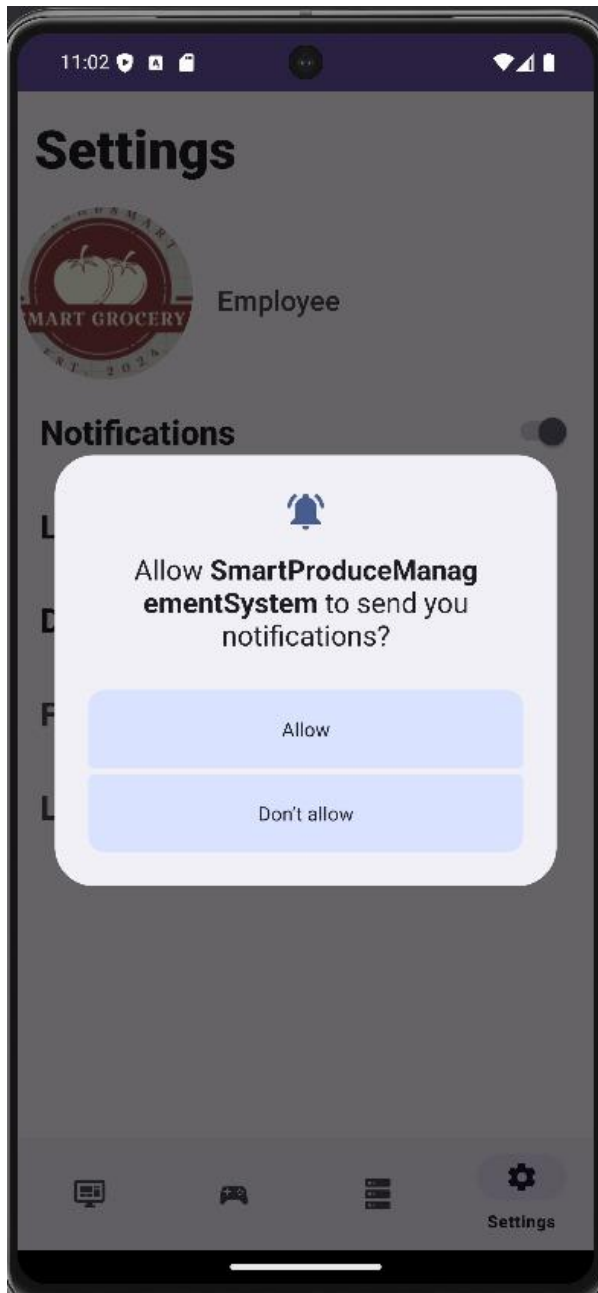 11:02
Settings
SMART GROCERY
EST. 2024
Employee
Notifications
L
Allow SmartProduceManag
ementSystem to send you
notifications?
D
F
Allow
L
Don't allow
Settings